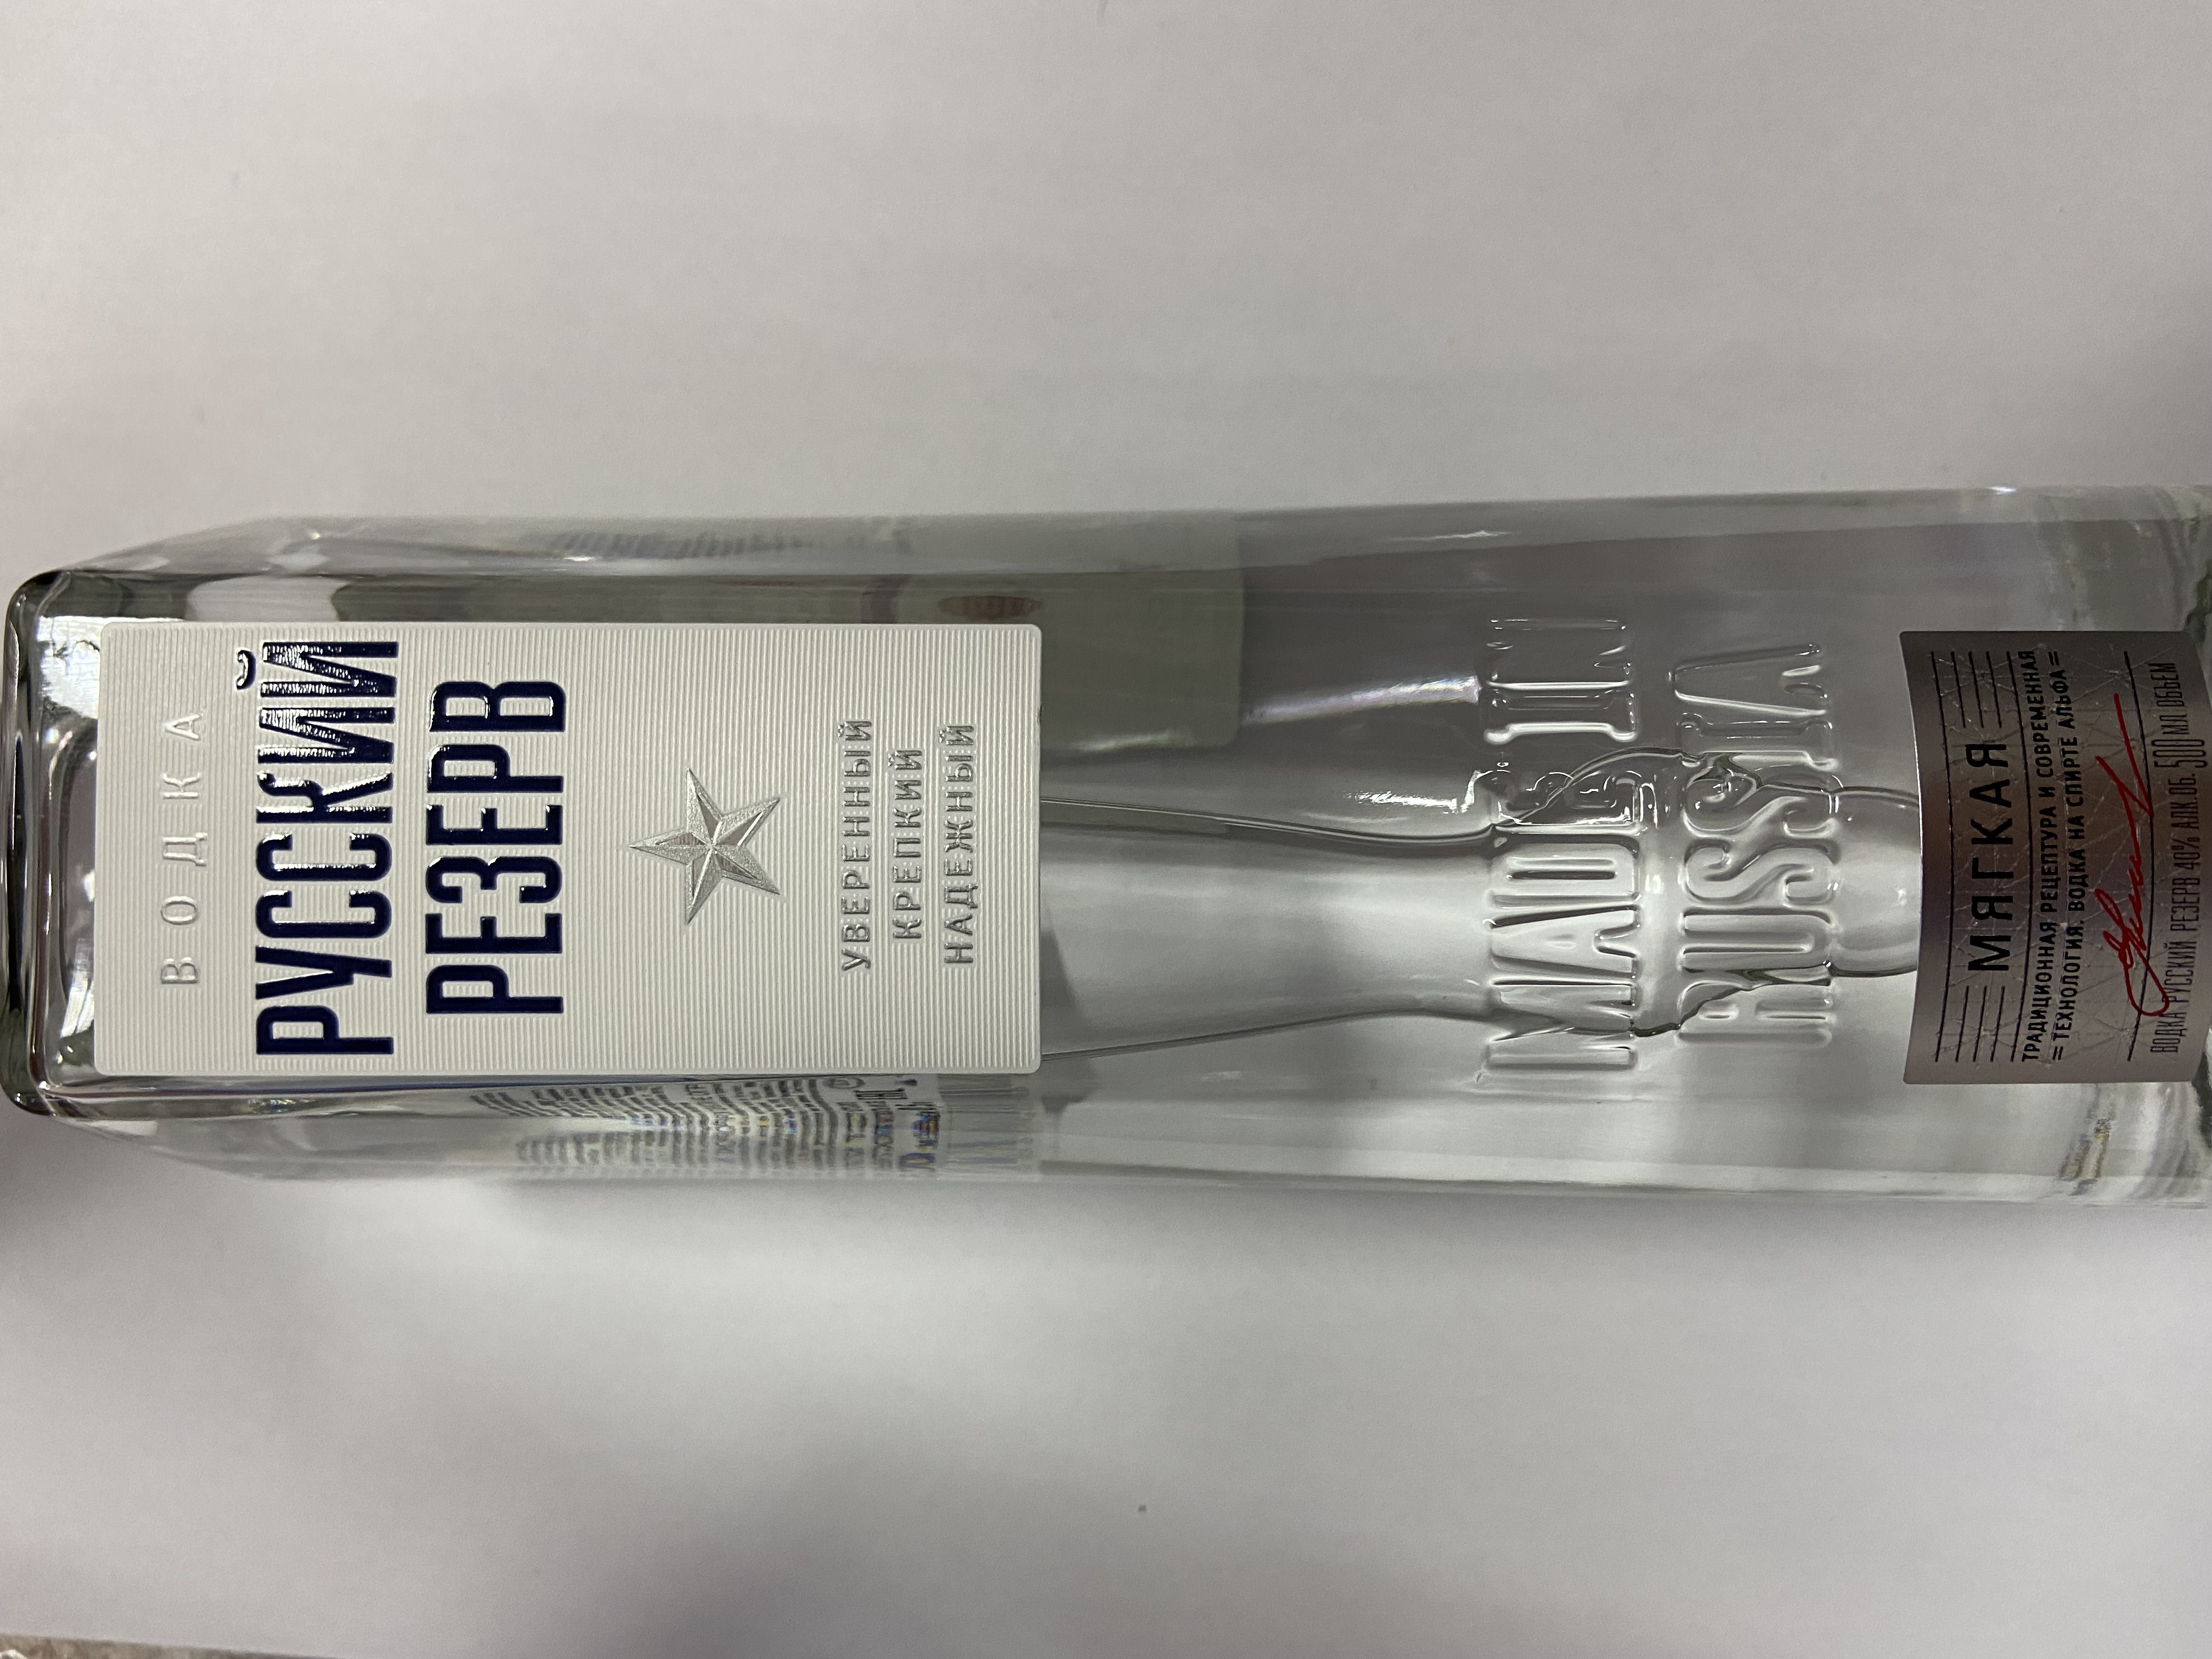 ВОДКА
РУССКИЙ
РЕЗЕРВ
УВЕРЕННЫЙ
КРЕПКИЙ
НАДЕЖНЫЙ
MADE IN
RUSSIA
МЯГКАЯ
ТРАДИЦИОННАЯ РЕЦЕПТУРА И СОВРЕМЕННАЯ
ТЕХНОЛОГИЯ. ВОДКА НА СПИРТЕ АЛЬФА
ВОДКА РУССКИЙ РЕЗЕРВ 40% АЛК.ОБ. 500 МЛ ОБЪЕМ